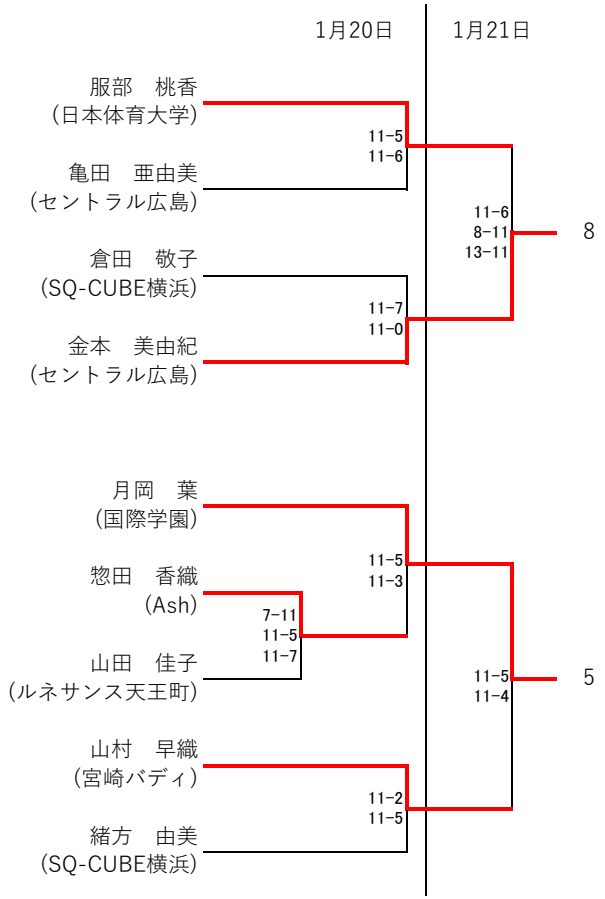 1月20日
1月21日
服部　桃香
(日本体育大学)
11-5
11-6
亀田　亜由美
(セントラル広島)
11-6
8-11
13-11
8
倉田　敬子
(SQ-CUBE横浜)
11-7
11-0
金本　美由紀
(セントラル広島)
月岡　葉
(国際学園)
11-5
11-3
惣田　香織
(Ash)
7-11
11-5
11-7
山田　佳子
(ルネサンス天王町)
11-5
11-4
5
山村　早織
(宮崎バディ)
11-2
11-5
緒方　由美
(SQ-CUBE横浜)